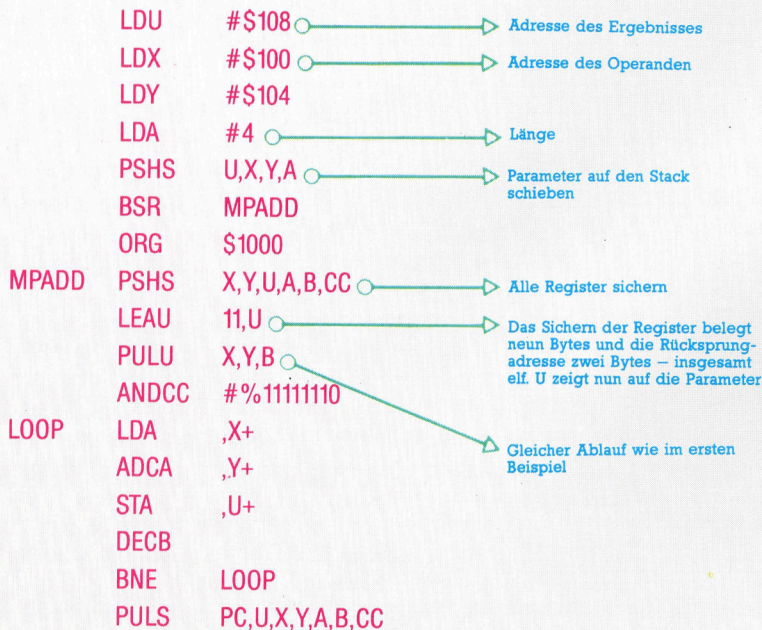 LDU #$108 Adresse des Ergebnisses
LDX #$100 Adresse des Operanden
LDY #$104
LDA #4 Länge
PSHS U,X,Y,A Parameter auf den Stack
schieben
BSR MPADD
ORG $1000
MPADD PSHS X,Y,U,A,B,CC Alle Register sichern
LEAU 11,U Das Sichern der Register belegt
neun Bytes und die Rücksprung-
adresse zwei Bytes — insgesamt
elf. U zeigt nun auf die Parameter
PULU X,Y,B
ANDCC #%11111110
LOOP LDA ,X+
Gleicher Ablauf wie im ersten
Beispiel
ADCA ,Y+
STA ,U+
DECB
BNE LOOP
PULS PC,U,X,Y,A,B,CC